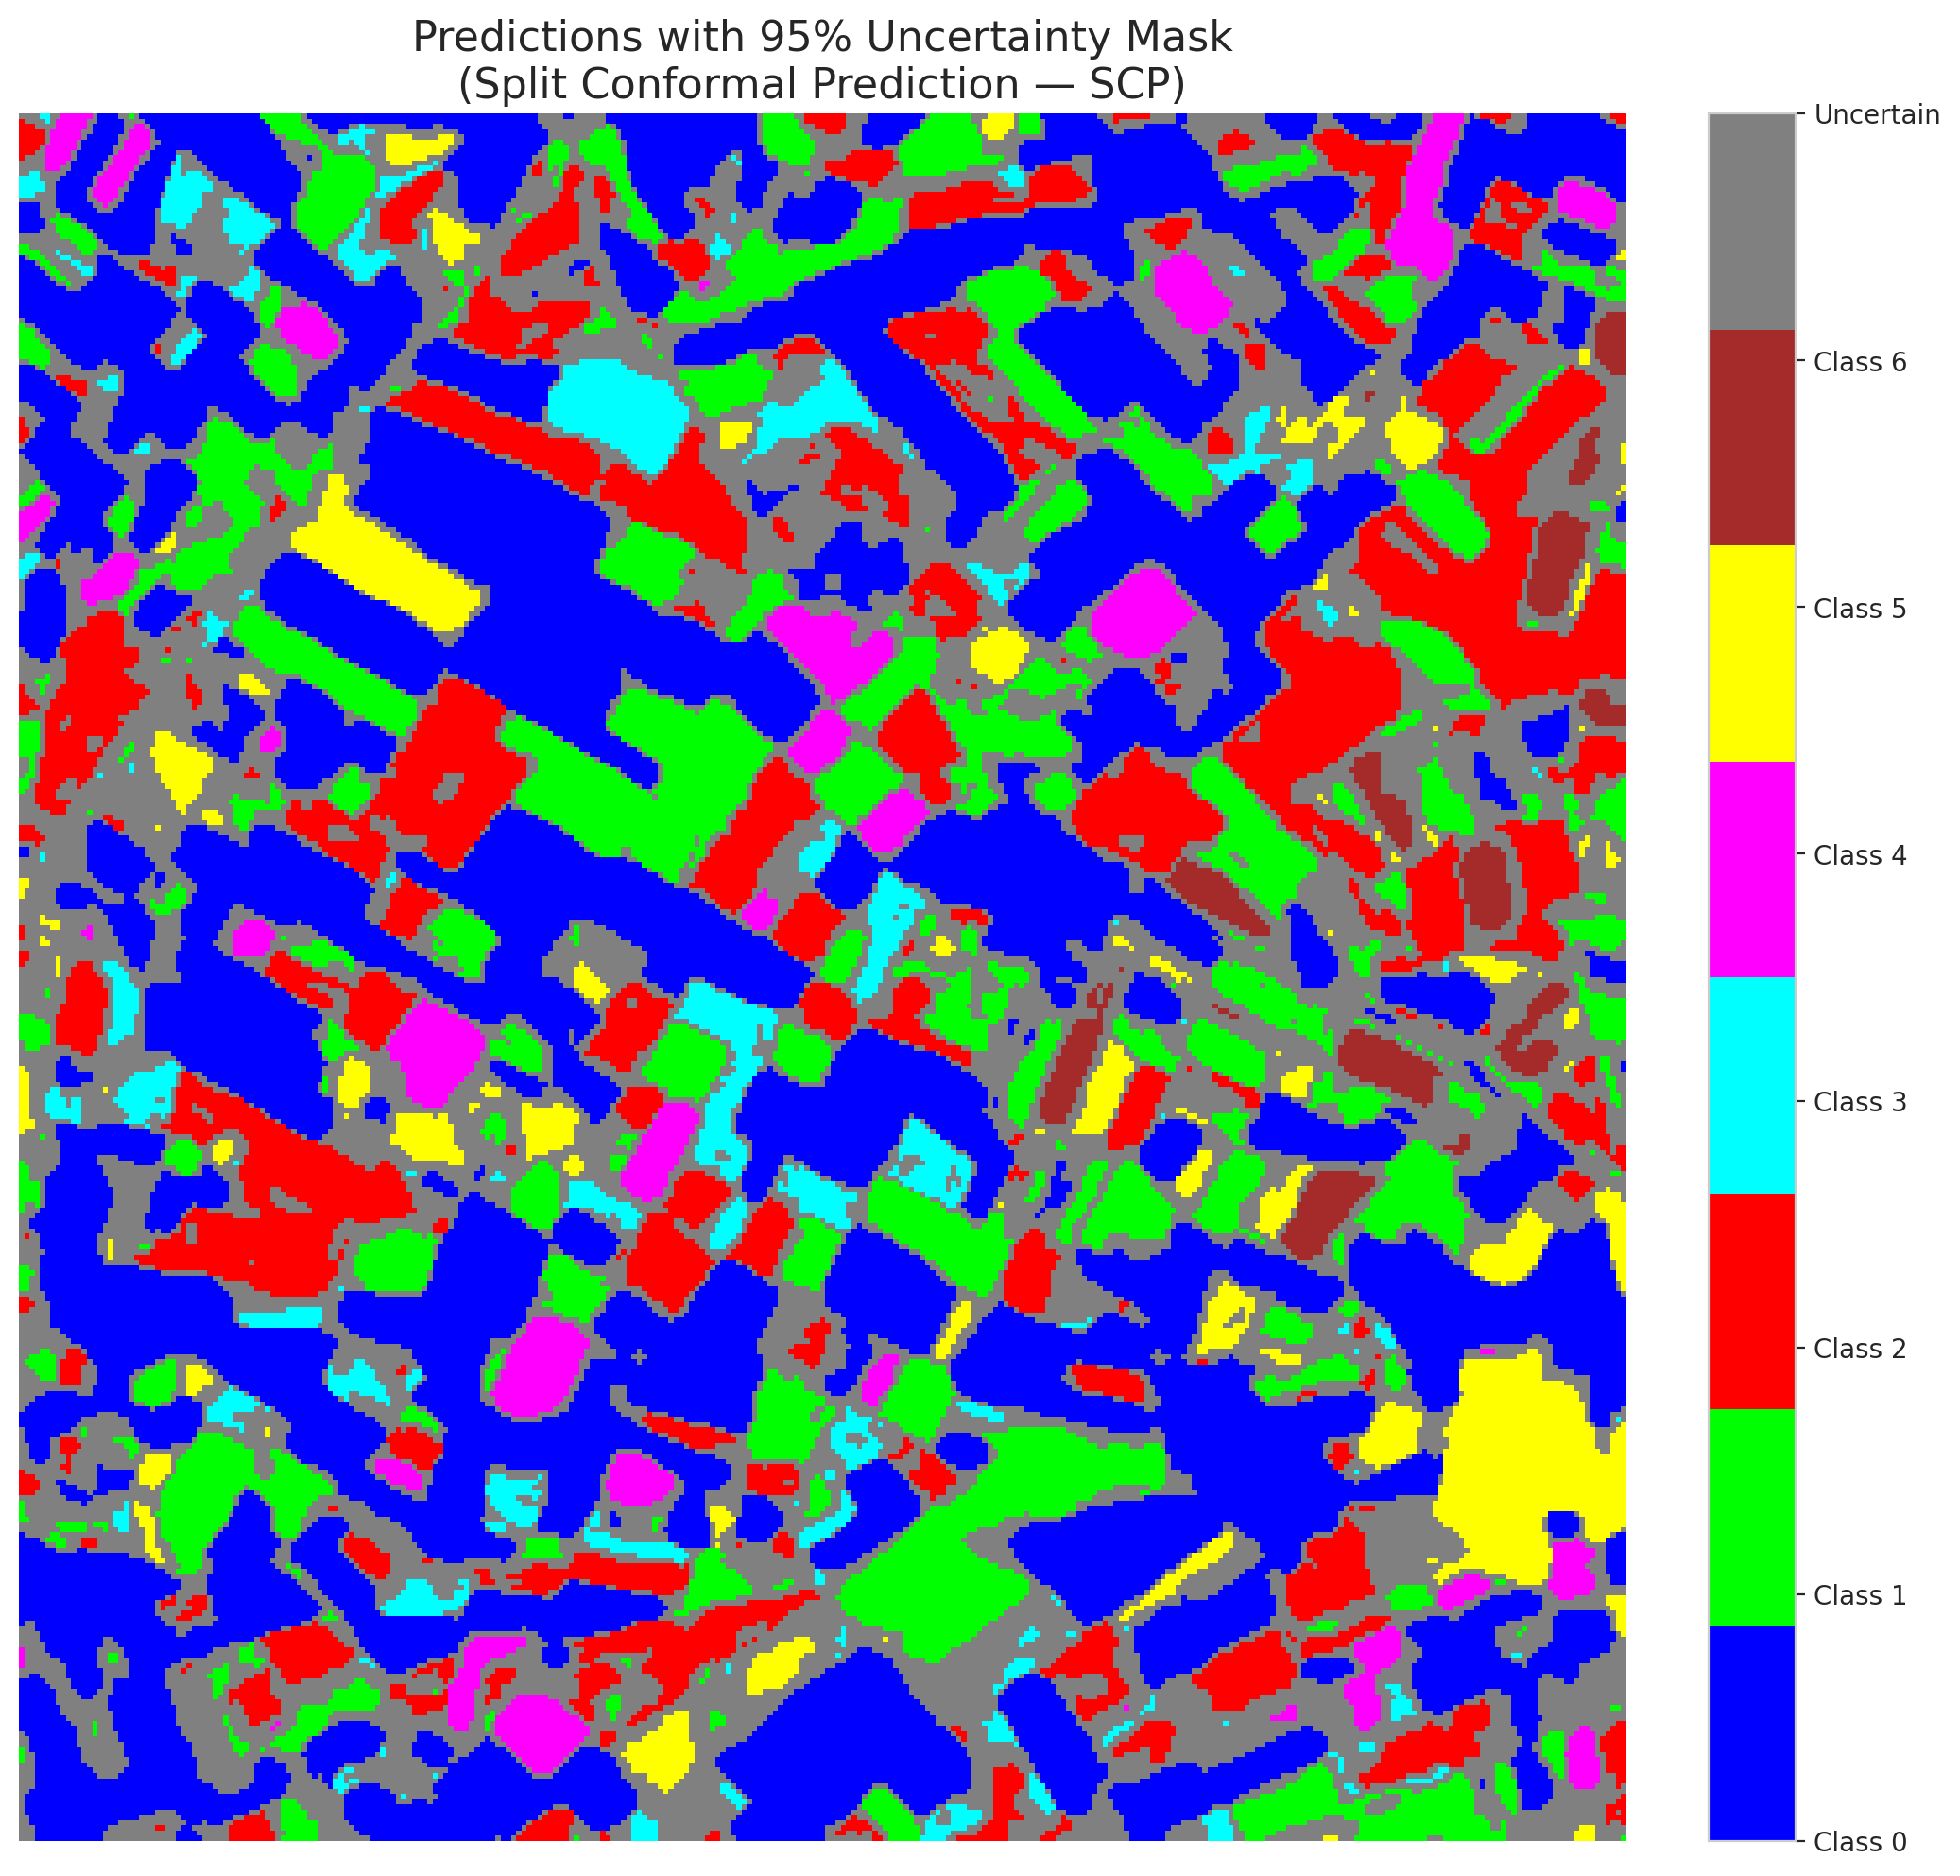 Predictions with 95% Uncertainty Mask
(Split Conformal Prediction — SCP)
Uncertain
Class 6
Class 5
Class 4
Class 3
Class 2
Class 1
Class 0